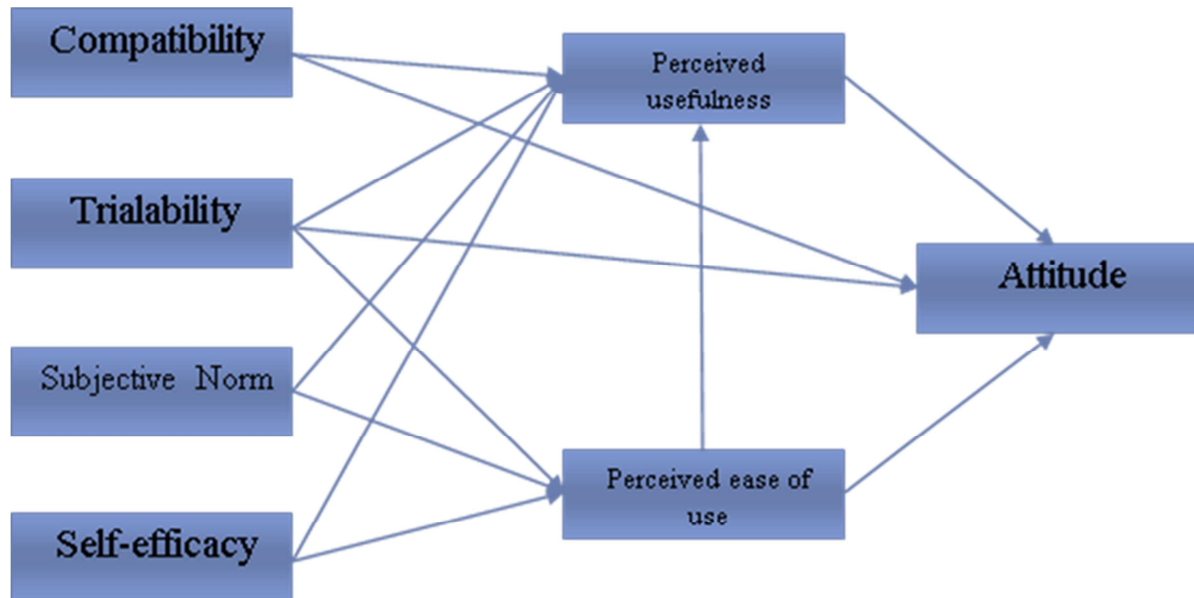 Compatibility
Perceived
usefulness
Trialability
Attitude
Subjective Norm
Perceived ease of
use
Self-efficacy